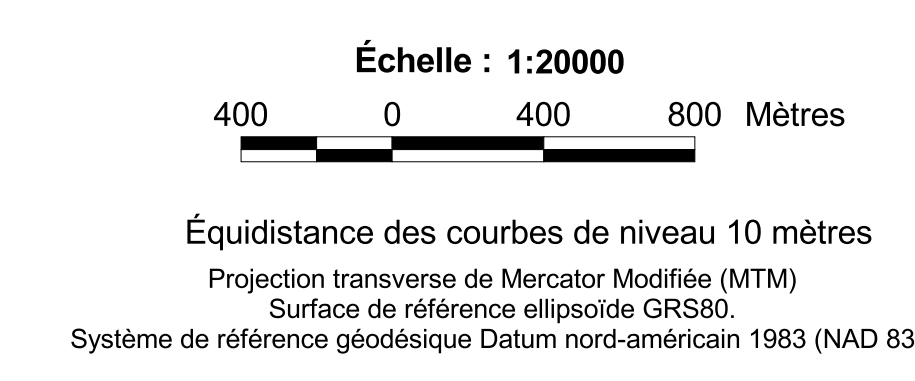 Échelle : 1:20000
400 0 400 800 Mètres
Équidistance des courbes de niveau 10 mètres
Projection transverse de Mercator Modifiée (MTM)
Surface de référence ellipsoïde GRS80.
Système de référence géodésique Datum nord-américain 1983 (NAD 83